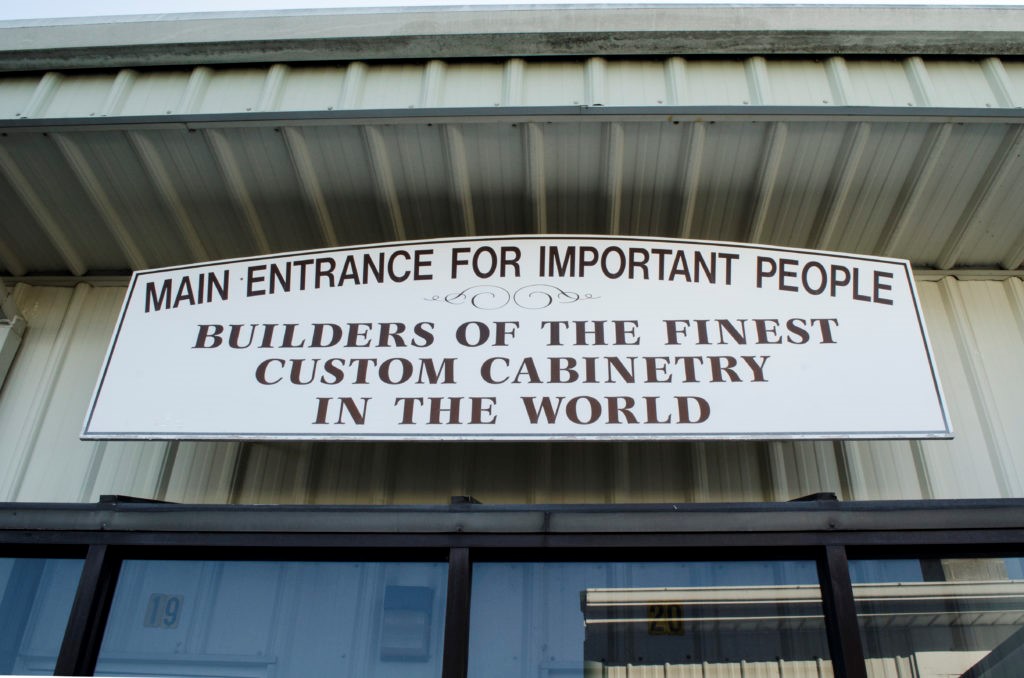 MAIN ENTRANCE FOR IMPORTANT PEOPLE
BUILDERS OF THE FINEST
CUSTOM CABINETRY
IN THE WORLD
19
20